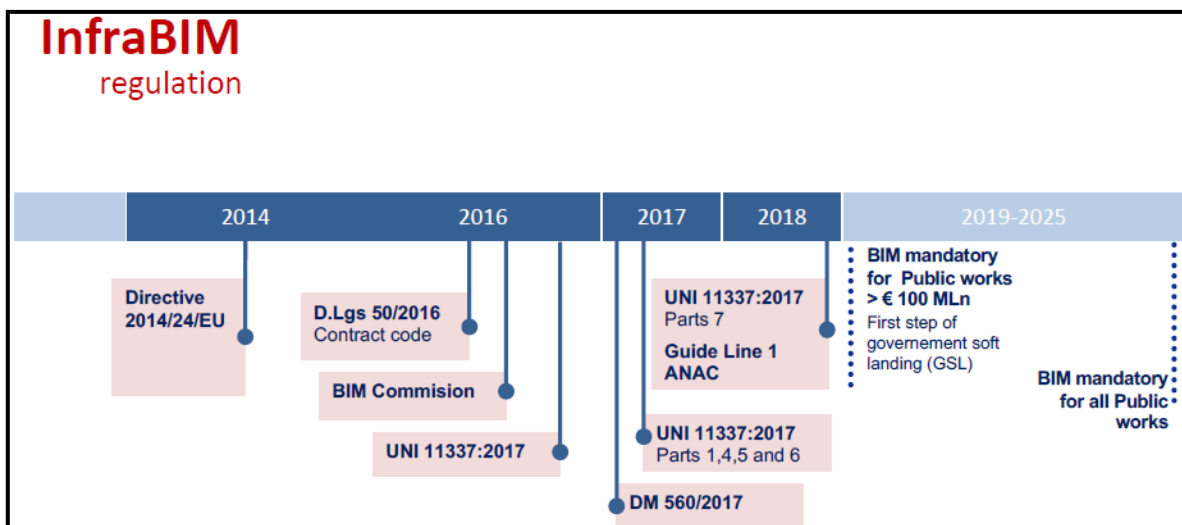 InfraBIM
regulation
2014
2016
2017
2018
2019-2025
Directive
2014/24/EU
D.Lgs 50/2016
Contract code
BIM Commision
UNI 11337:2017
DM 560/2017
UNI 11337:2017
Parts 1,4,5 and 6
UNI 11337:2017
Parts 7
Guide Line 1
ANAC
BIM mandatory
for Public works
> € 100 MLn
First step of
governement soft
landing (GSL)
BIM mandatory
for all Public
works